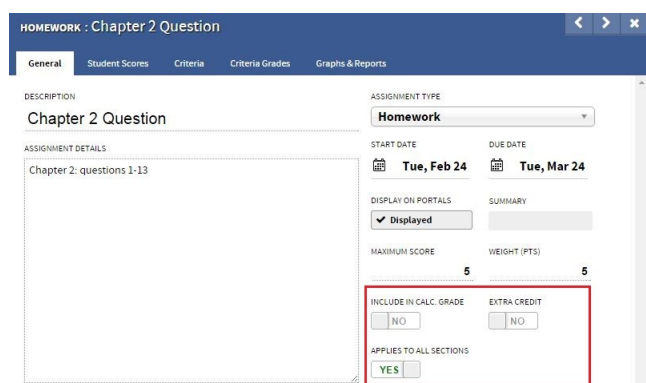 HOMEWORK : Chapter 2 Question
General Student Scores Criteria Criteria Grades Graphs & Reports
DESCRIPTION
Chapter 2 Question
ASSIGNMENT DETAILS
Chapter 2: questions 1-13
ASSIGNMENT TYPE
Homework
START DATE DUE DATE
Tue, Feb 24 Tue, Mar 24
DISPLAY ON PORTALS SUMMARY
✔ Displayed
MAXIMUM SCORE WEIGHT (PTS)
5 5
INCLUDE IN CALC. GRADE EXTRA CREDIT
NO NO
APPLIES TO ALL SECTIONS
YES